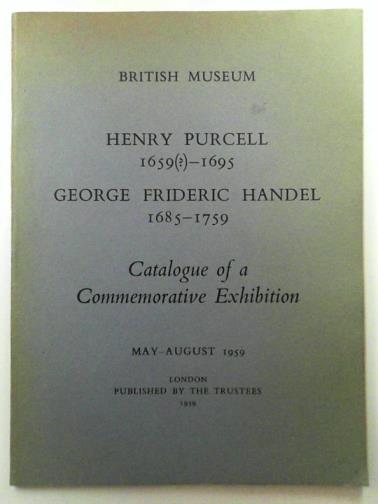 BRITISH MUSEUM
HENRY PURCELL
1659(?)–1695
GEORGE FRIDERIC HANDEL
1685–1759
Catalogue of a
Commemorative Exhibition
MAY–AUGUST 1959
LONDON
PUBLISHED BY THE TRUSTEES
1959